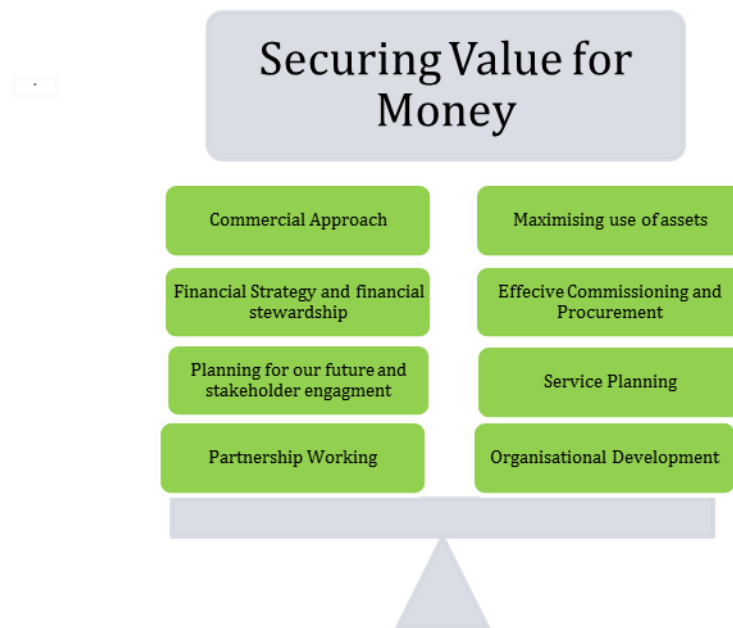 Securing Value for
Money
Commercial Approach
Maximising use of assets
Financial Strategy and financial
stewardship
Effecive Commissioning and
Procurement
Planning for our future and
stakeholder engagment
Service Planning
Partnership Working
Organisational Development